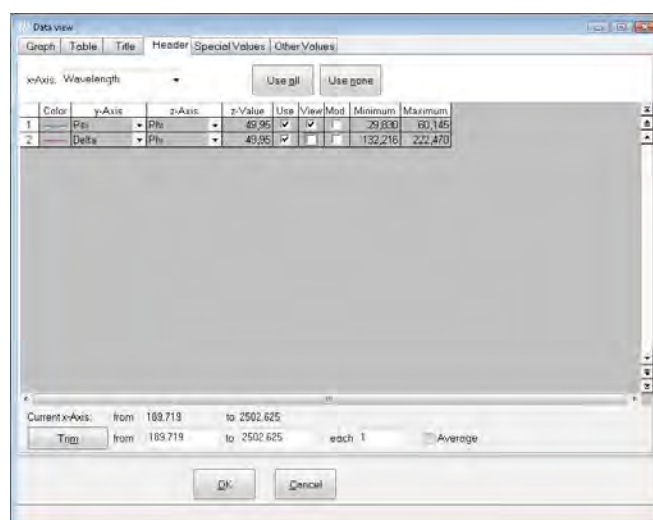 Data view
Graph Table Title Header Special Values Other Values
x-Axis: Wavelength Use all Use none
Color y-Axis z-Axis z-Value Use View Mod Minimum Maximum
1 Psi Phi 49,95 29,830 60,145
2 Delta Phi 49,95 132,216 222,470
Current x-Axis: from 189.719 to 2502.625
Trim from 189.719 to 2502.625 each 1 Average
OK Cancel